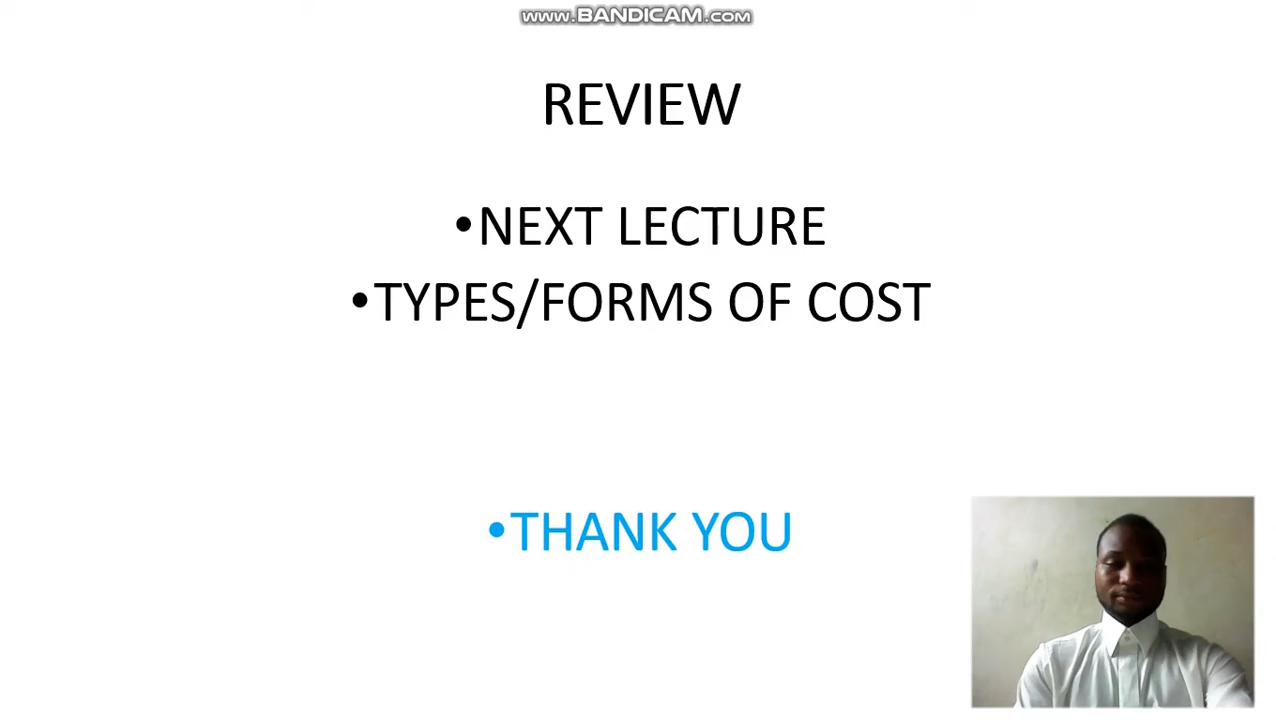 www.BANDICAM.com
REVIEW
•NEXT LECTURE
•TYPES/FORMS OF COST
•THANK YOU